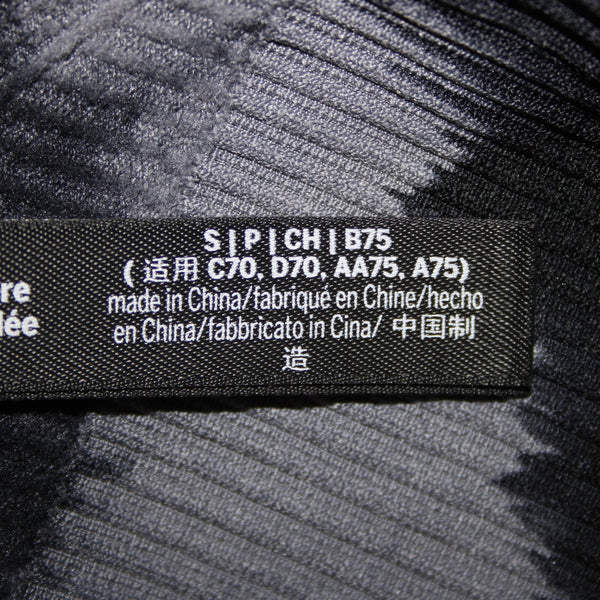 S | P | CH | B75
( 适用 C70, D70, AA75, A75)
made in China/fabriqué en Chine/hecho
en China/fabbricato in Cina/ 中国制
造